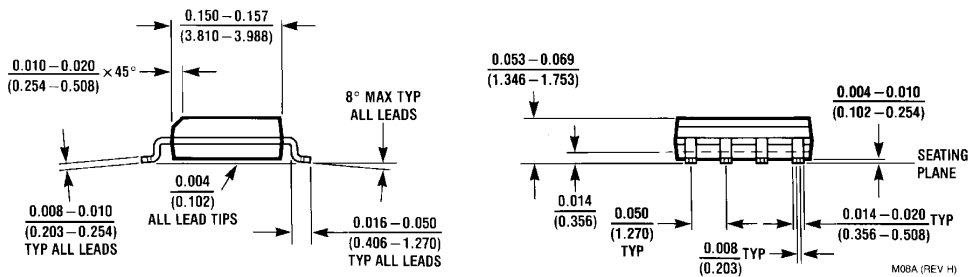 0.150 – 0.157
(3.810 – 3.988)
0.010 – 0.020
(0.254 – 0.508)
× 45°
8° MAX TYP
ALL LEADS
0.004
(0.102)
ALL LEAD TIPS
0.008 – 0.010
(0.203 – 0.254)
TYP ALL LEADS
0.016 – 0.050
(0.406 – 1.270)
TYP ALL LEADS
0.053 – 0.069
(1.346 – 1.753)
0.004 – 0.010
(0.102 – 0.254)
SEATING
PLANE
0.014
(0.356)
0.050
(1.270)
TYP
0.008
(0.203)
TYP
0.014 – 0.020
(0.356 – 0.508)
TYP
M08A (REV H)